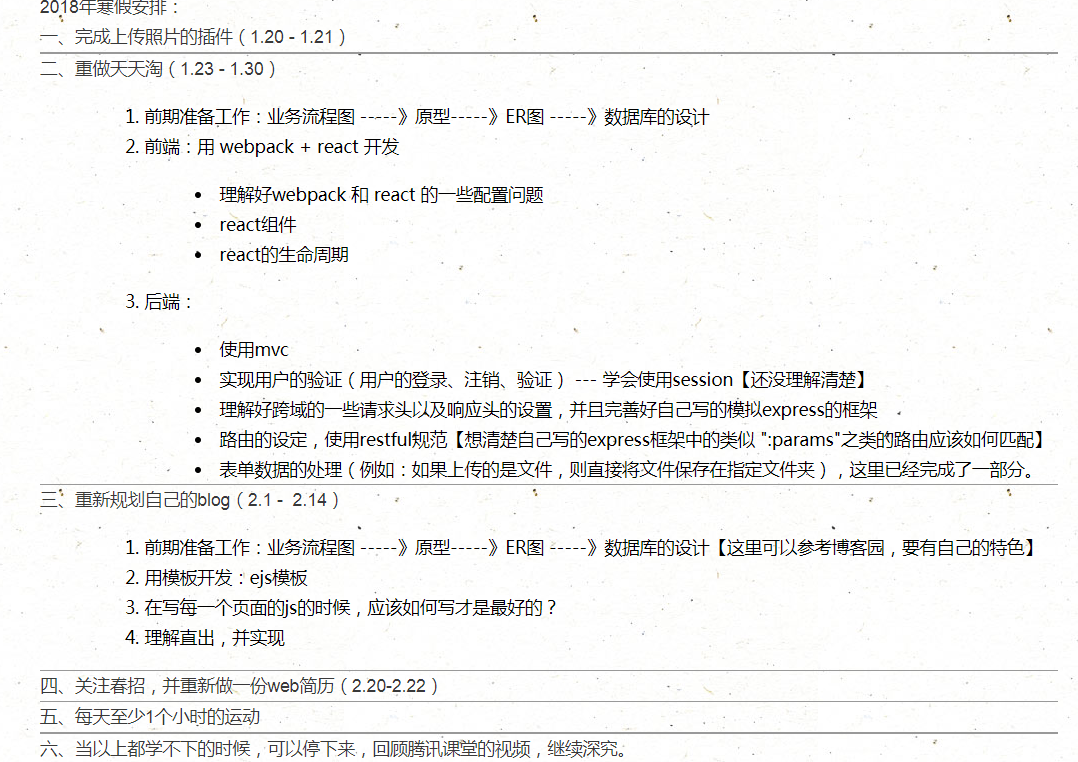 2018年寒假安排：
一、完成上传照片的插件（1.20 - 1.21 ）
二、重做天天淘（1.23 - 1.30 ）
1. 前期准备工作：业务流程图 -----》原型-----》ER图 -----》数据库的设计
2. 前端：用 webpack + react 开发
• 理解好webpack 和 react 的一些配置问题
• react组件
• react的生命周期
3. 后端：
• 使用mvc
• 实现用户的验证（用户的登录、注销、验证） --- 学会使用session【还没理解清楚】
• 理解好跨域的一些请求头以及响应头的设置，并且完善好自己写的模拟express的框架
• 路由的设定，使用restful规范【想清楚自己写的express框架中的类似 ":params"之类的路由应该如何匹配】
• 表单数据的处理（例如：如果上传的是文件，则直接将文件保存在指定文件夹），这里已经完成了一部分。
三、重新规划自己的blog（2.1 - 2.14 ）
1. 前期准备工作：业务流程图 -----》原型-----》ER图 -----》数据库的设计【这里可以参考博客园，要有自己的特色】
2. 用模板开发：ejs模板
3. 在写每一个页面的js的时候，应该如何写才是最好的？
4. 理解直出，并实现
四、关注春招，并重新做一份web简历（2.20-2.22 ）
五、每天至少1个小时的运动
六、当以上都学不下的时候，可以停下来，回顾腾讯课堂的视频，继续深究。